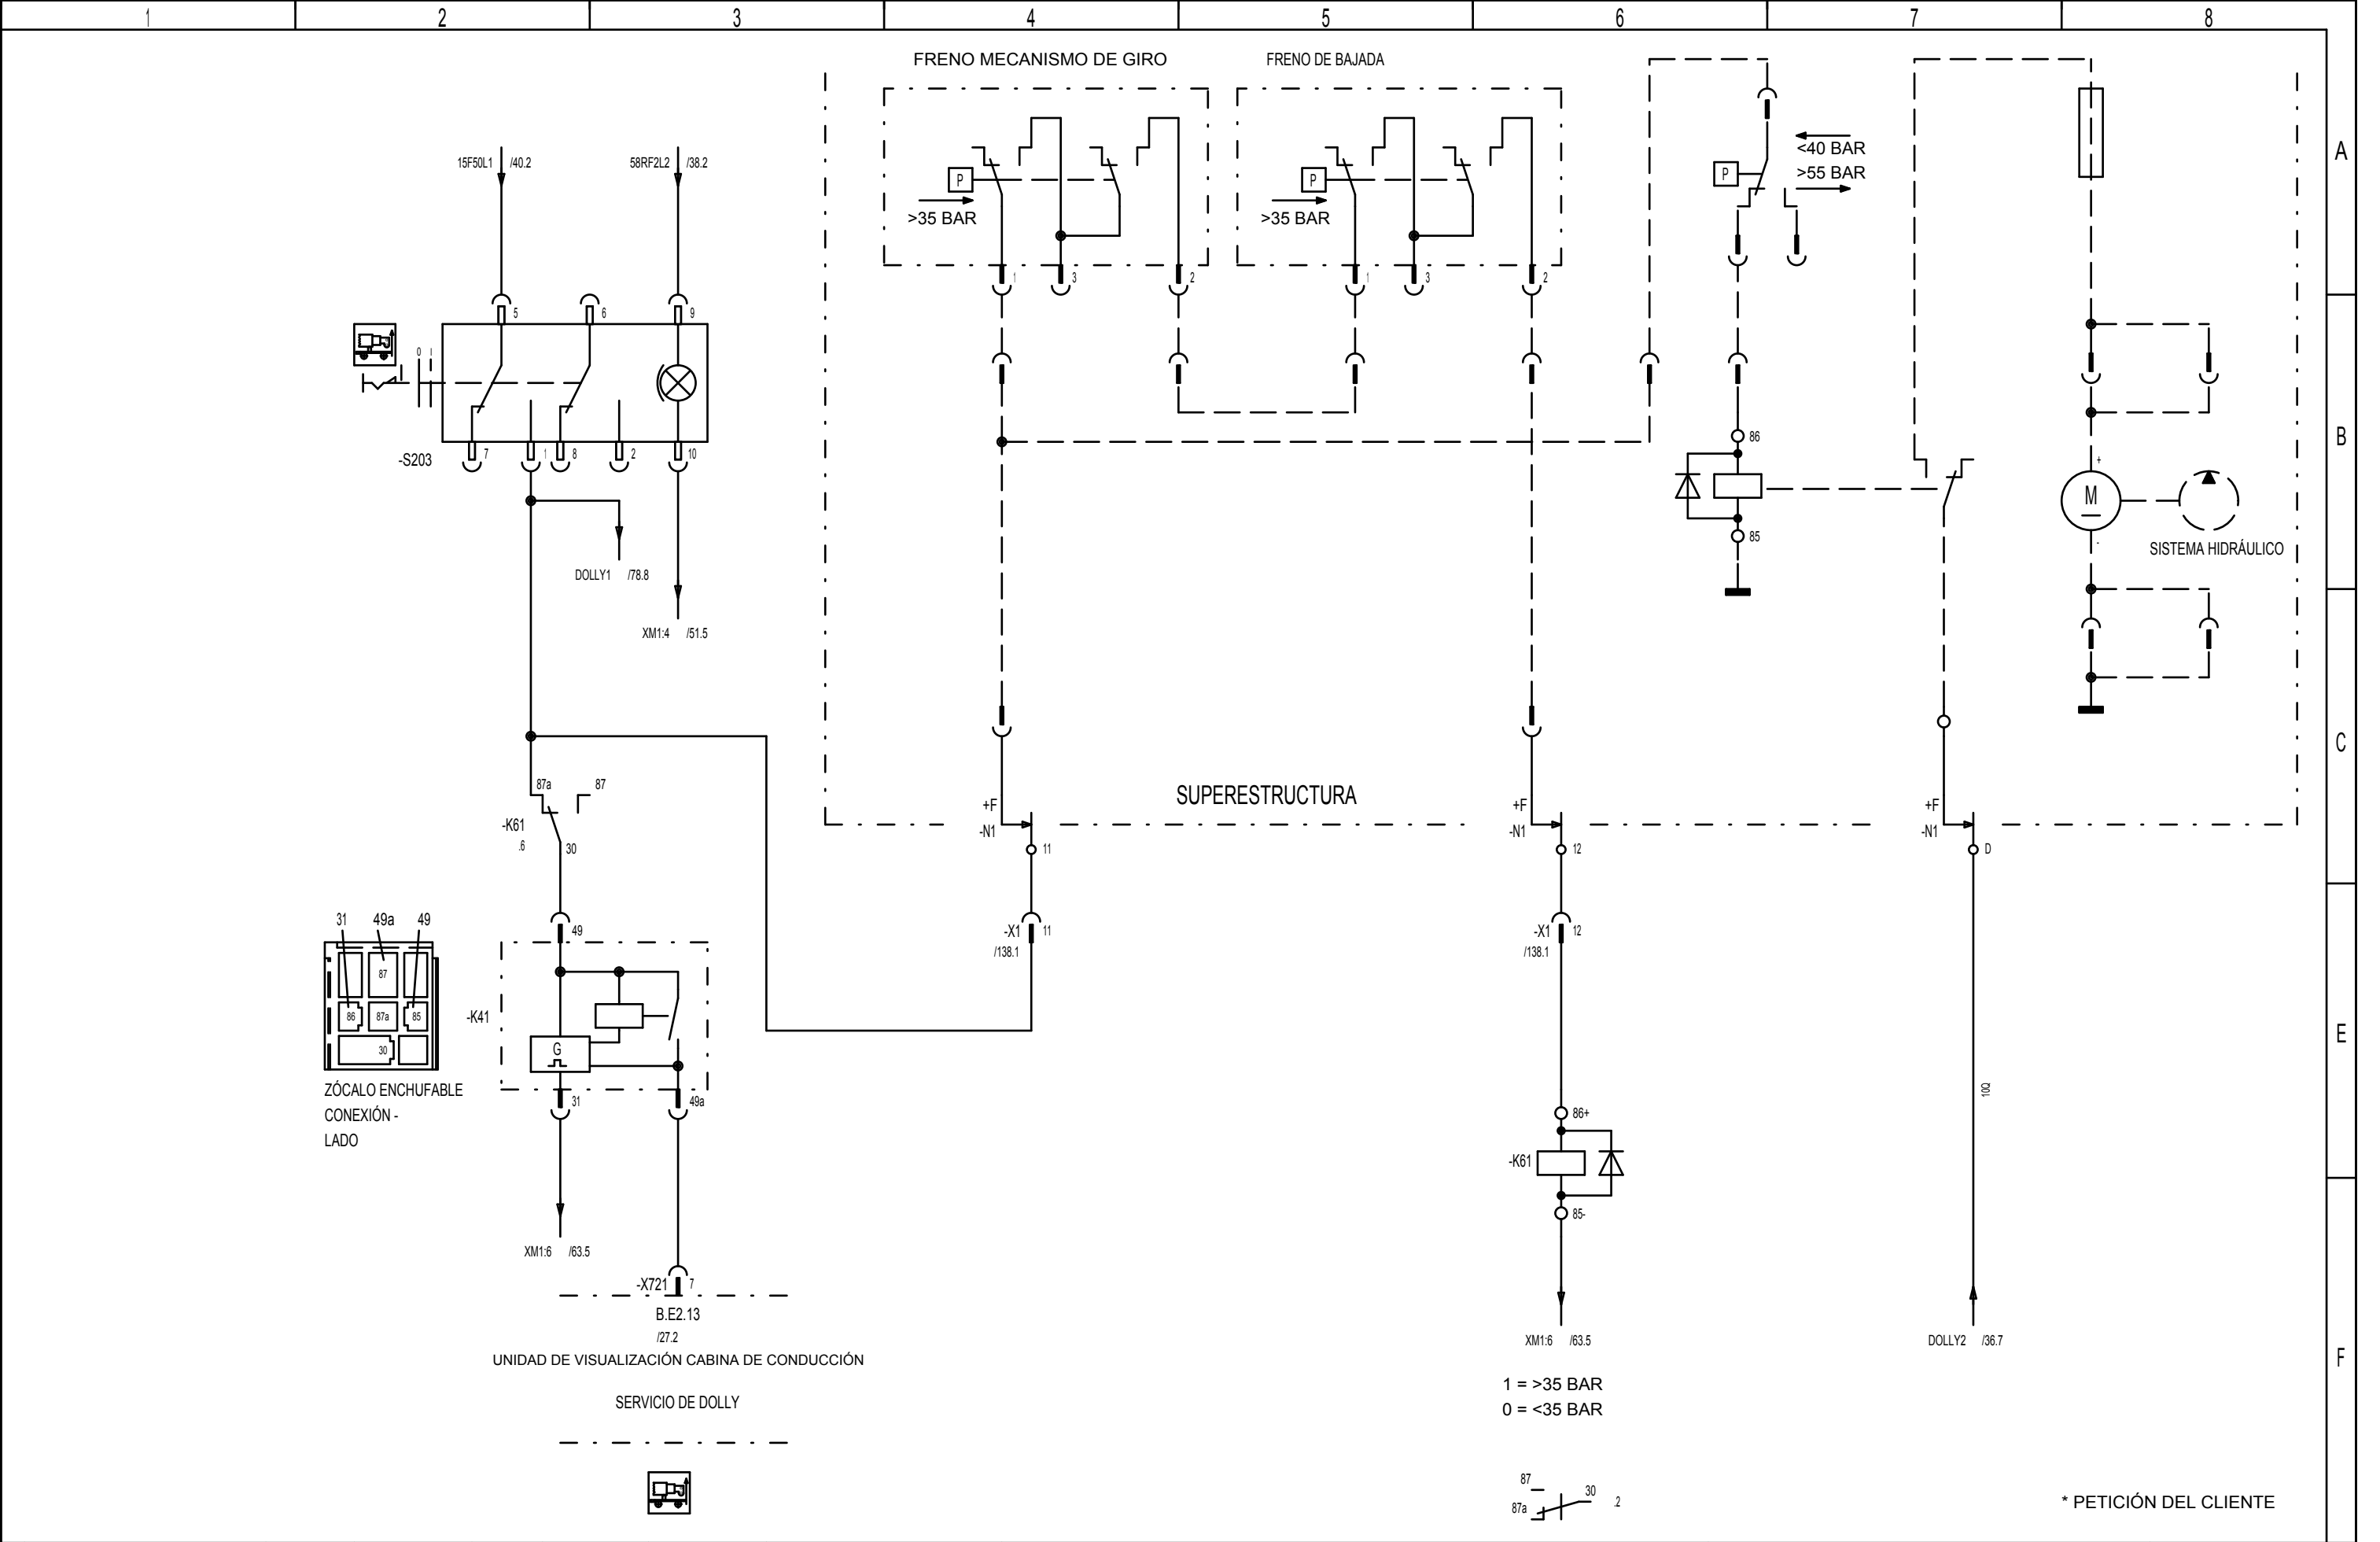 1 2 3 4 5 6 7 8
FRENO MECANISMO DE GIRO FRENO DE BAJADA
A
15F50L1 /40.2 58RF2L2 /38.2
P >35 BAR
P >35 BAR
P <40 BAR
>55 BAR
1 3 2 1 3 2
5 6 9
0 I
B
-S203 7 1 8 2 10
86
85
+
M
-
SISTEMA HIDRÁULICO
DOLLY1 /78.8
XM1:4 /51.5
C
87a 87
-K61
.6
30
SUPERESTRUCTURA
+F
-N1
11
+F
-N1
12
+F
-N1
D
-X1 11
/138.1
-X1 12
/138.1
31 49a 49
87
86 87a 85
30
ZÓCALO ENCHUFABLE
CONEXIÓN -
LADO
49
-K41
G
31 49a
E
10Q
86+
-K61
85-
XM1:6 /63.5
-X721 7
B.E2.13
/27.2
UNIDAD DE VISUALIZACIÓN CABINA DE CONDUCCIÓN
SERVICIO DE DOLLY
XM1:6 /63.5
DOLLY2 /36.7
F
1 = >35 BAR
0 = <35 BAR
87
87a
30 .2
* PETICIÓN DEL CLIENTE